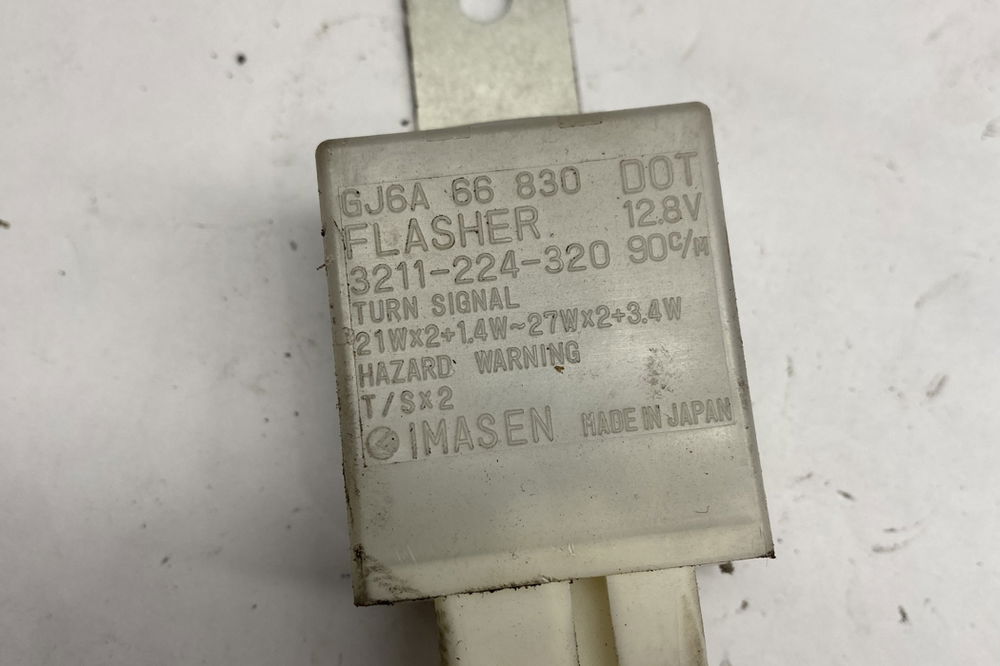 GJ6A 66 830 DOT
FLASHER 12.8V
3211-224-320 90c/M
TURN SIGNAL
21W×2+1.4W~27W×2+3.4W
HAZARD WARNING
T/S×2
IMASEN MADE IN JAPAN